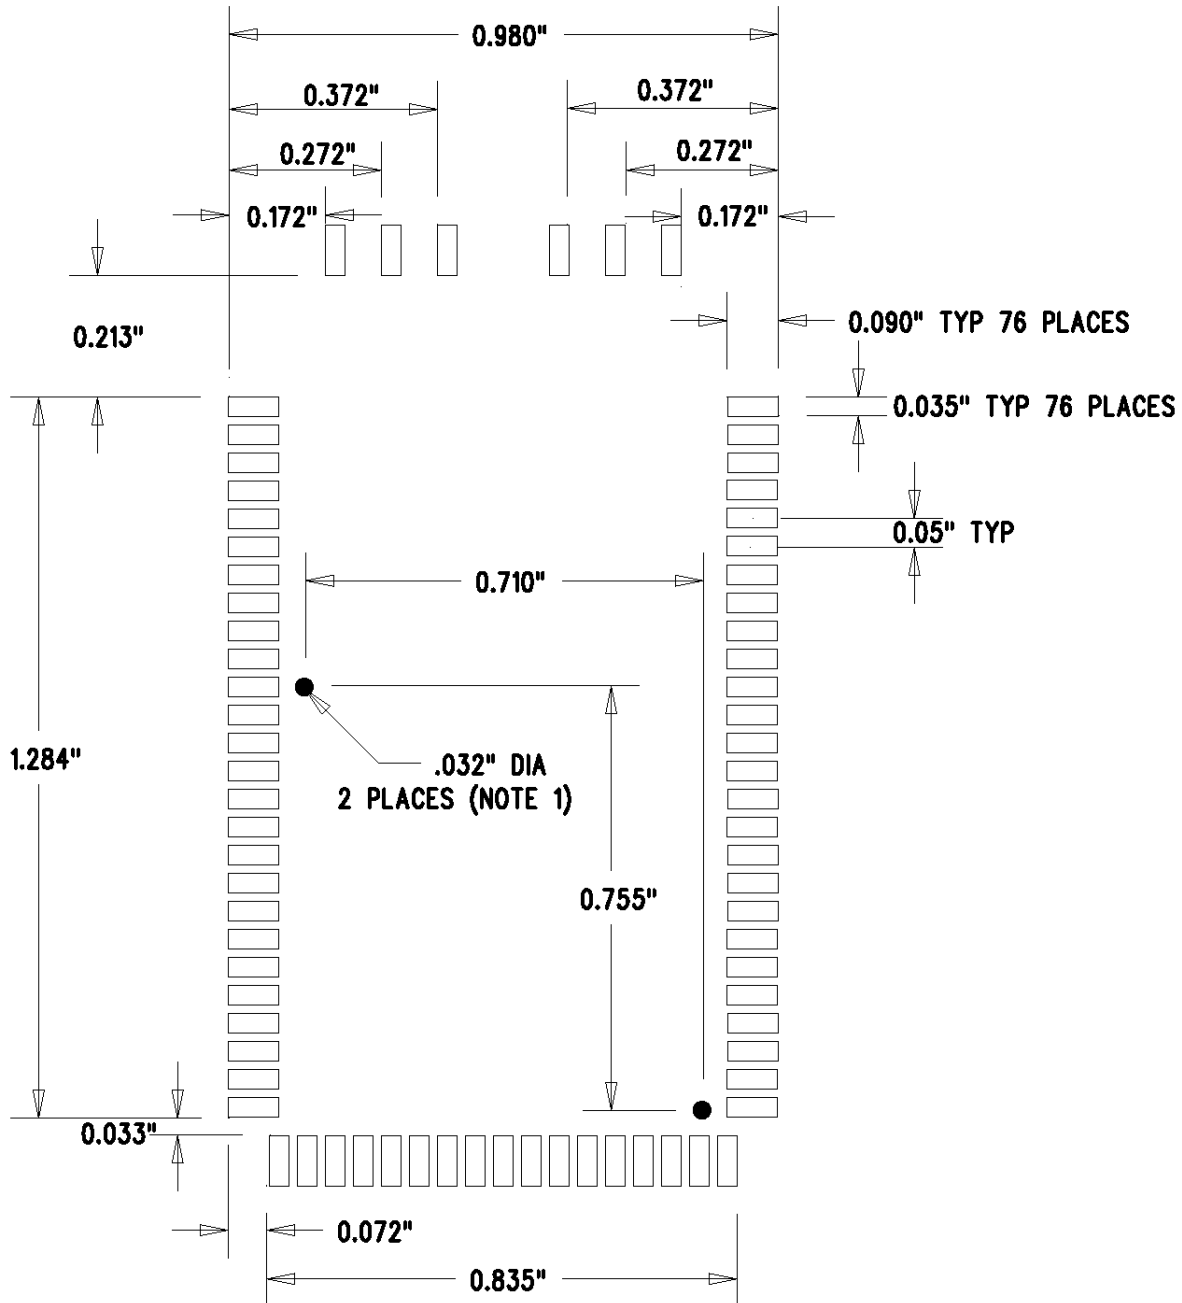 0.980"
0.372"
0.372"
0.272"
0.272"
0.172"
0.172"
0.213"
0.090" TYP 76 PLACES
0.035" TYP 76 PLACES
0.05" TYP
0.710"
1.284"
.032" DIA
2 PLACES (NOTE 1)
0.755"
0.033"
0.072"
0.835"